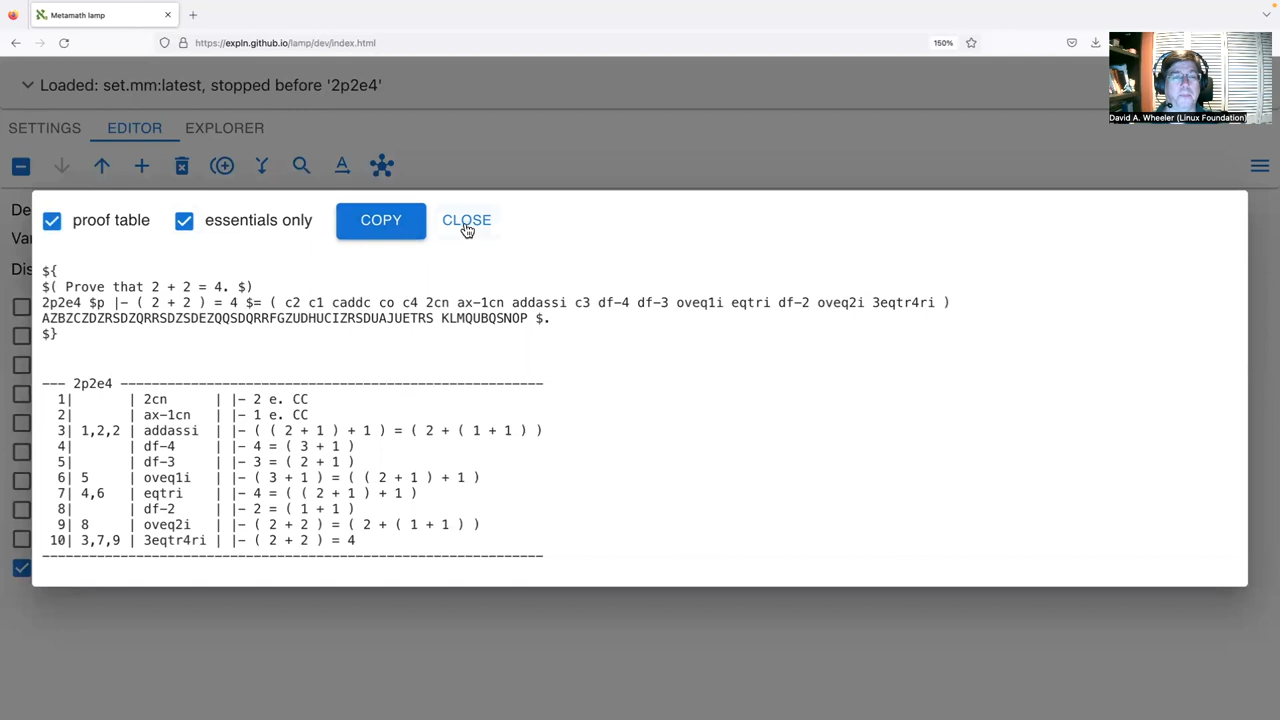 Metamath lamp
https://expln.github.io/lamp/dev/index.html
150%
David A. Wheeler (Linux Foundation)
Loaded: set.mm:latest, stopped before '2p2e4'
SETTINGS EDITOR EXPLORER
De
Var
Dis
proof table essentials only COPY CLOSE
${
$( Prove that 2 + 2 = 4. $)
2p2e4 $p |- ( 2 + 2 ) = 4 $= ( c2 c1 caddc co c4 2cn ax-1cn addassi c3 df-4 df-3 oveq1i eqtri df-2 oveq2i 3eqtr4ri )
AZBZCZDZRSDZQRRSDZSDEZQQSDQRRFGZUDHUCIZRSDUAJUETRS KLMQUBQSNOP $.
$}
--- 2p2e4 ------------------------------------------------------
1| | 2cn | |- 2 e. CC
2| | ax-1cn | |- 1 e. CC
3| 1,2,2 | addassi | |- ( ( 2 + 1 ) + 1 ) = ( 2 + ( 1 + 1 ) )
4| | df-4 | |- 4 = ( 3 + 1 )
5| | df-3 | |- 3 = ( 2 + 1 )
6| 5 | oveq1i | |- ( 3 + 1 ) = ( ( 2 + 1 ) + 1 )
7| 4,6 | eqtri | |- 4 = ( ( 2 + 1 ) + 1 )
8| | df-2 | |- 2 = ( 1 + 1 )
9| 8 | oveq2i | |- ( 2 + 2 ) = ( 2 + ( 1 + 1 ) )
10| 3,7,9 | 3eqtr4ri | |- ( 2 + 2 ) = 4
----------------------------------------------------------------